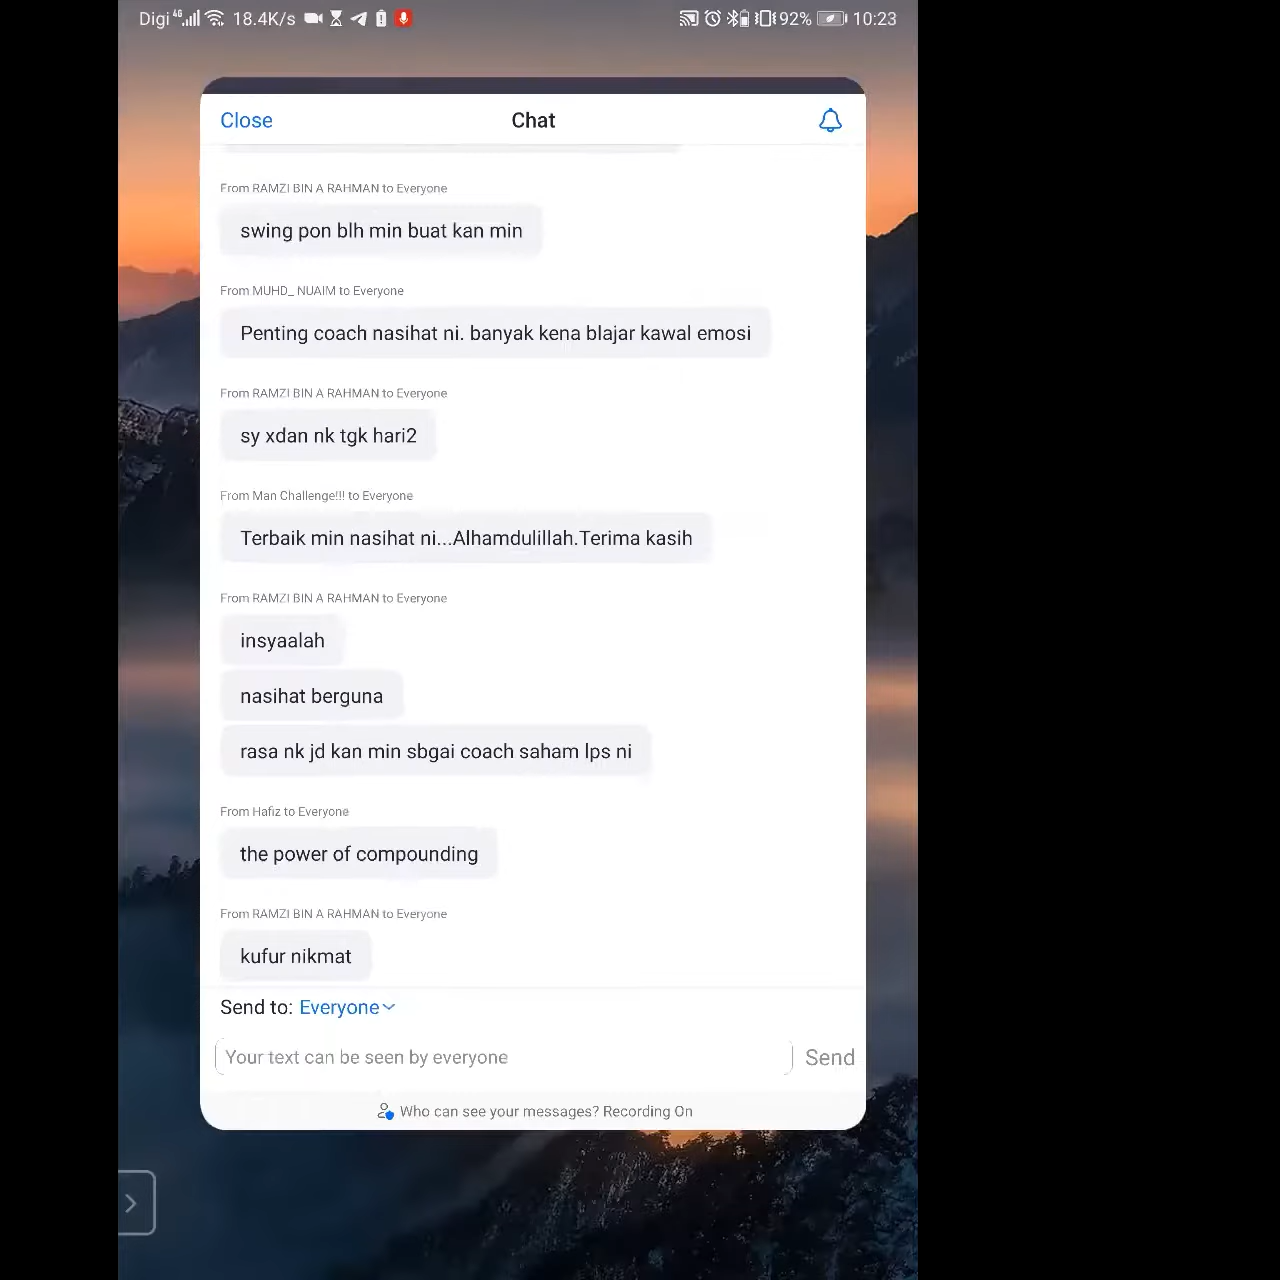 Digi 4G 18.4K/s 92% 10:23
Close Chat
From RAMZI BIN A RAHMAN to Everyone
swing pon blh min buat kan min
From MUHD_ NUAIM to Everyone
Penting coach nasihat ni. banyak kena blajar kawal emosi
From RAMZI BIN A RAHMAN to Everyone
sy xdan nk tgk hari2
From Man Challenge!!! to Everyone
Terbaik min nasihat ni...Alhamdulillah.Terima kasih
From RAMZI BIN A RAHMAN to Everyone
insyaalah
nasihat berguna
rasa nk jd kan min sbgai coach saham lps ni
From Hafiz to Everyone
the power of compounding
From RAMZI BIN A RAHMAN to Everyone
kufur nikmat
Send to: Everyone
Your text can be seen by everyone Send
Who can see your messages? Recording On